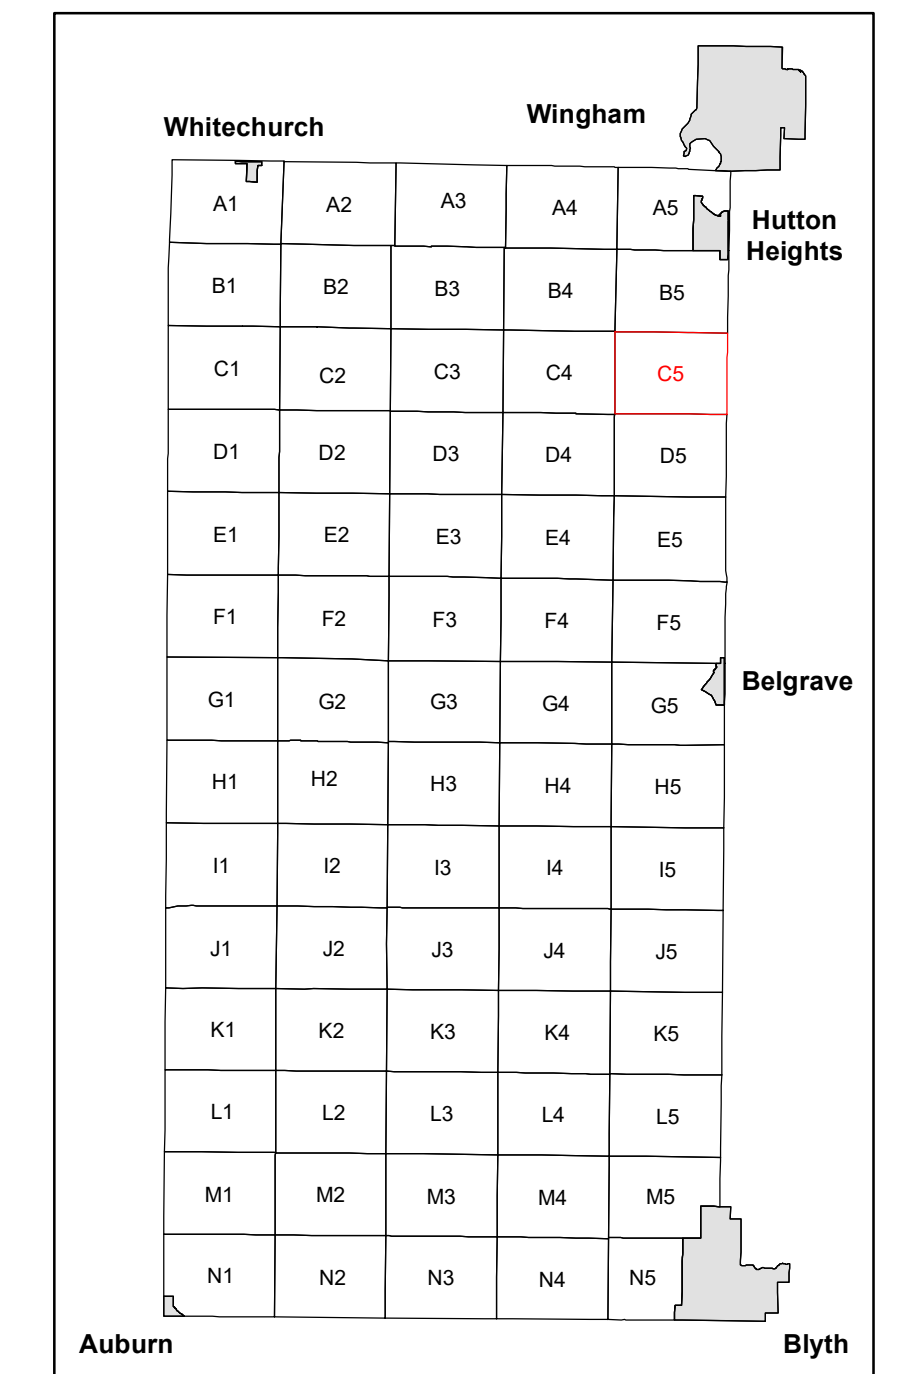 Wingham
Whitechurch
A1 A2 A3 A4 A5
Hutton
Heights
B1 B2 B3 B4 B5
C1 C2 C3 C4 C5
D1 D2 D3 D4 D5
E1 E2 E3 E4 E5
F1 F2 F3 F4 F5
Belgrave
G1 G2 G3 G4 G5
H1 H2 H3 H4 H5
I1 I2 I3 I4 I5
J1 J2 J3 J4 J5
K1 K2 K3 K4 K5
L1 L2 L3 L4 L5
M1 M2 M3 M4 M5
N1 N2 N3 N4 N5
Auburn
Blyth